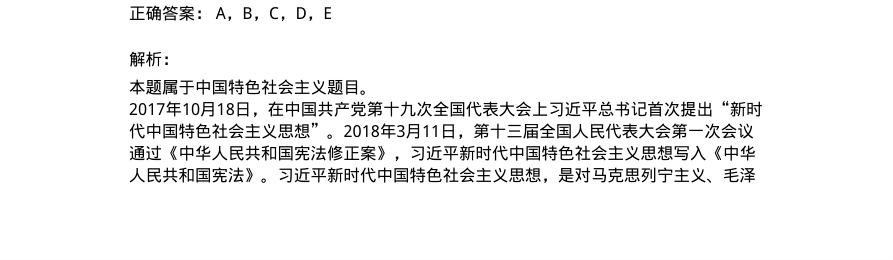 正确答案： A，B，C，D，E
解析：
本题属于中国特色社会主义题目。
2017年10月18日，在中国共产党第十九次全国代表大会上习近平总书记首次提出“新时
代中国特色社会主义思想”。2018年3月11日，第十三届全国人民代表大会第一次会议
通过《中华人民共和国宪法修正案》，习近平新时代中国特色社会主义思想写入《中华
人民共和国宪法》。习近平新时代中国特色社会主义思想，是对马克思列宁主义、毛泽